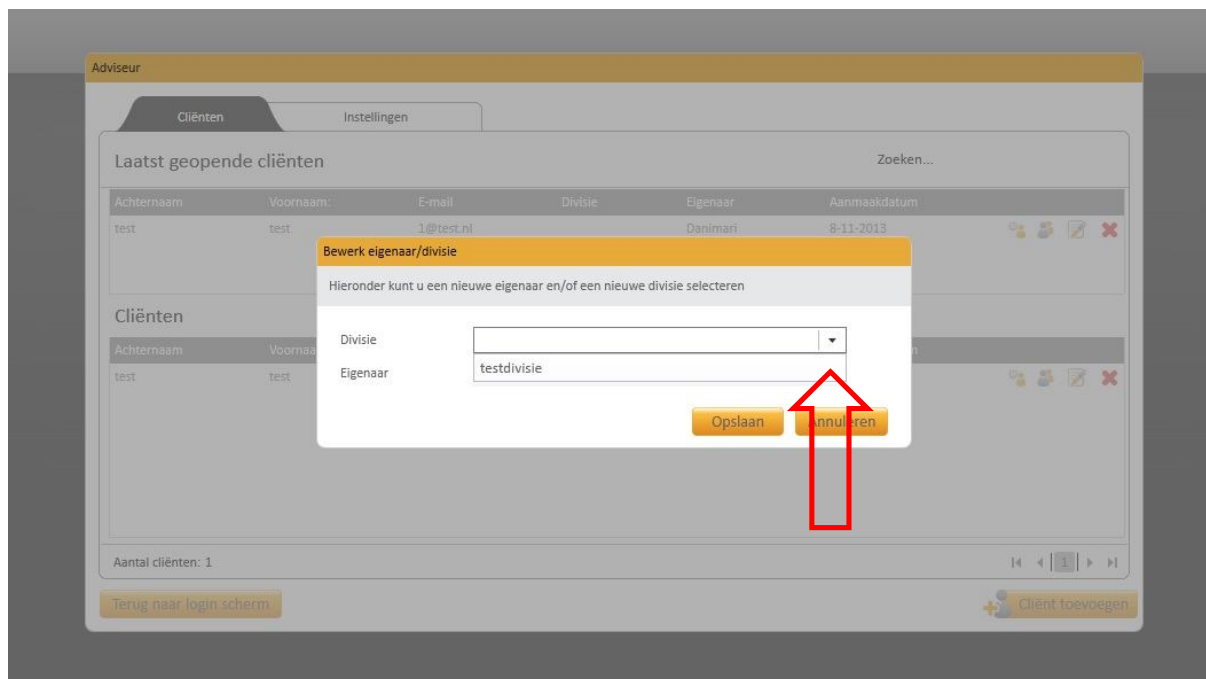 Adviseur
Cliënten Instellingen
Laatst geopende cliënten Zoeken...
Achternaam Voornaam: E-mail Divisie Eigenaar Aanmaakdatum
test test 1@test.nl Danimari 8-11-2013
Bewerk eigenaar/divisie
Hieronder kunt u een nieuwe eigenaar en/of een nieuwe divisie selecteren
Cliënten
Divisie
Achternaam
testdivisie
Eigenaar
test test
Opslaan Annuleren
Aantal cliënten: 1 1
Terug naar login scherm Cliënt toevoegen